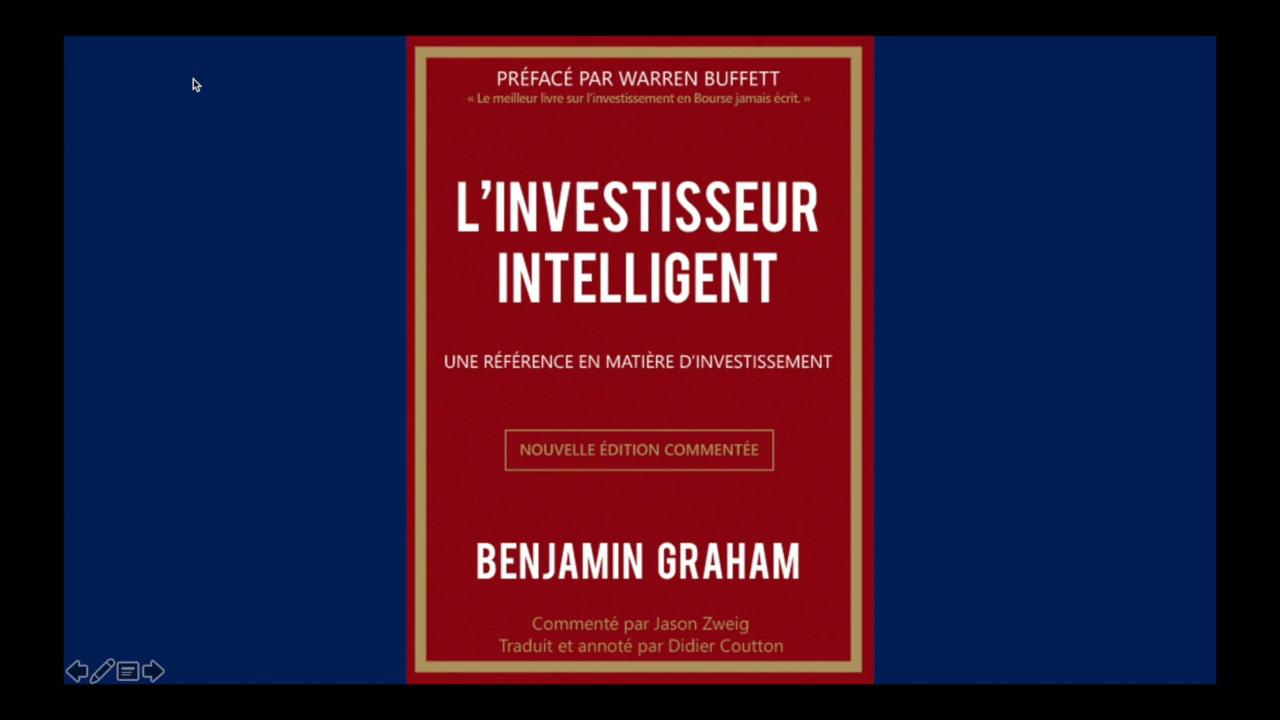 PRÉFACÉ PAR WARREN BUFFETT
« Le meilleur livre sur l'investissement en Bourse jamais écrit. »
L'INVESTISSEUR
INTELLIGENT
UNE RÉFÉRENCE EN MATIÈRE D'INVESTISSEMENT
NOUVELLE ÉDITION COMMENTÉE
BENJAMIN GRAHAM
Commenté par Jason Zweig
Traduit et annoté par Didier Coutton